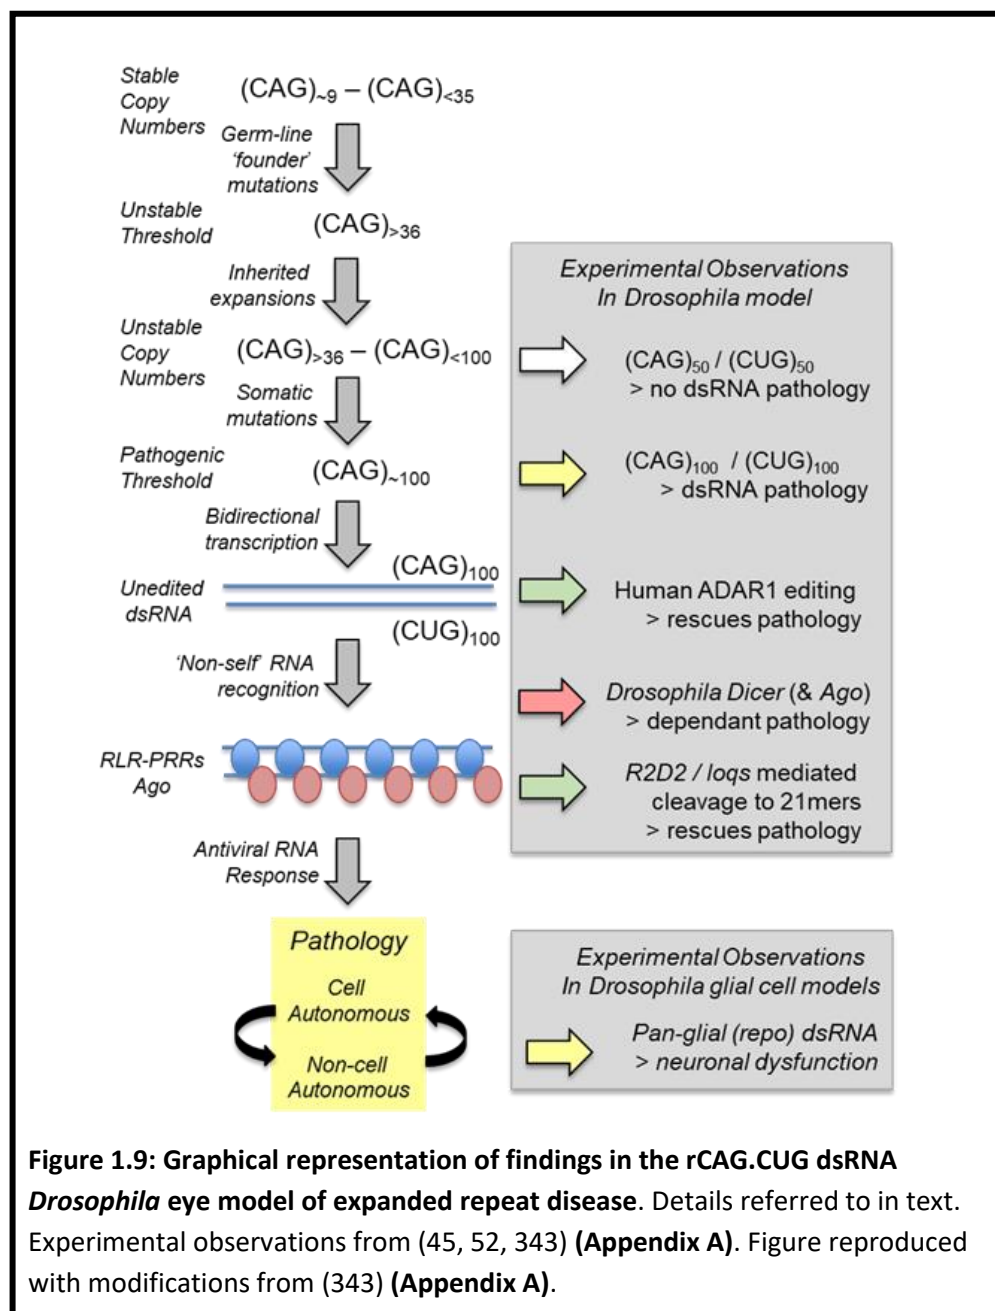 Stable
Copy
Numbers
(CAG)~9 – (CAG)<35
Germ-line
'founder'
mutations
Unstable
Threshold
(CAG)>36
Inherited
expansions
Unstable
Copy
Numbers
(CAG)>36 – (CAG)<100
Somatic
mutations
Pathogenic
Threshold
(CAG)~100
Bidirectional
transcription
(CAG)100
Unedited
dsRNA
(CUG)100
'Non-self' RNA
recognition
RLR-PRRs
Ago
Antiviral RNA
Response
Pathology
Cell
Autonomous
Non-cell
Autonomous
Experimental Observations
In Drosophila model
(CAG)50 / (CUG)50
> no dsRNA pathology
(CAG)100 / (CUG)100
> dsRNA pathology
Human ADAR1 editing
> rescues pathology
Drosophila Dicer (& Ago)
> dependant pathology
R2D2 / loqs mediated
cleavage to 21mers
> rescues pathology
Experimental Observations
In Drosophila glial cell models
Pan-glial (repo) dsRNA
> neuronal dysfunction
Figure 1.9: Graphical representation of findings in the rCAG.CUG dsRNA
Drosophila eye model of expanded repeat disease. Details referred to in text.
Experimental observations from (45, 52, 343) (Appendix A). Figure reproduced
with modifications from (343) (Appendix A).